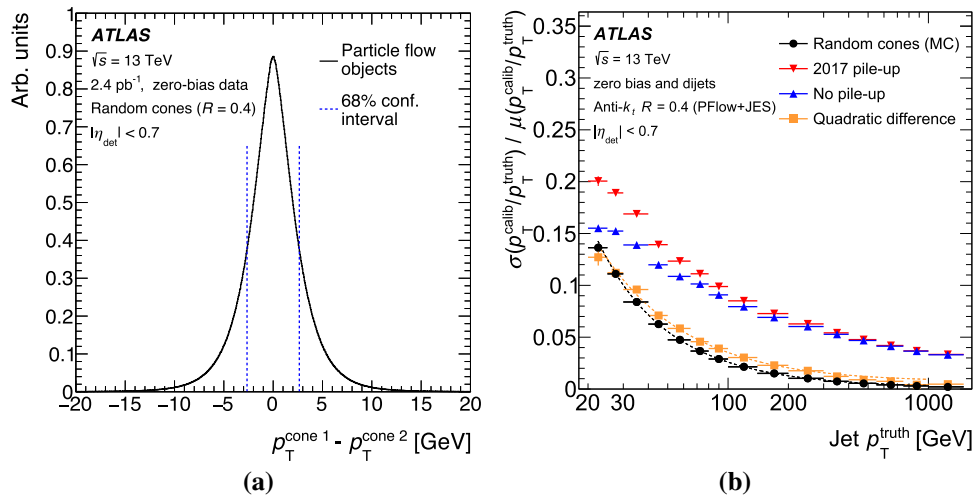 ATLAS
√s = 13 TeV
2.4 pb⁻¹, zero-bias data
Random cones (R = 0.4)
|η_det| < 0.7
Particle flow
objects
68% conf.
interval
Arb. units
1
0.9
0.8
0.7
0.6
0.5
0.4
0.3
0.2
0.1
0
−20 −15 −10 −5 0 5 10 15 20
p_T^cone 1 - p_T^cone 2 [GeV]
(a)
ATLAS
√s = 13 TeV
zero bias and dijets
Anti-k_t R = 0.4 (PFlow+JES)
|η_det| < 0.7
Random cones (MC)
2017 pile-up
No pile-up
Quadratic difference
σ(p_T^calib/p_T^truth) / μ(p_T^calib/p_T^truth)
0.35
0.3
0.25
0.2
0.15
0.1
0.05
0
20 30 100 200 1000
Jet p_T^truth [GeV]
(b)